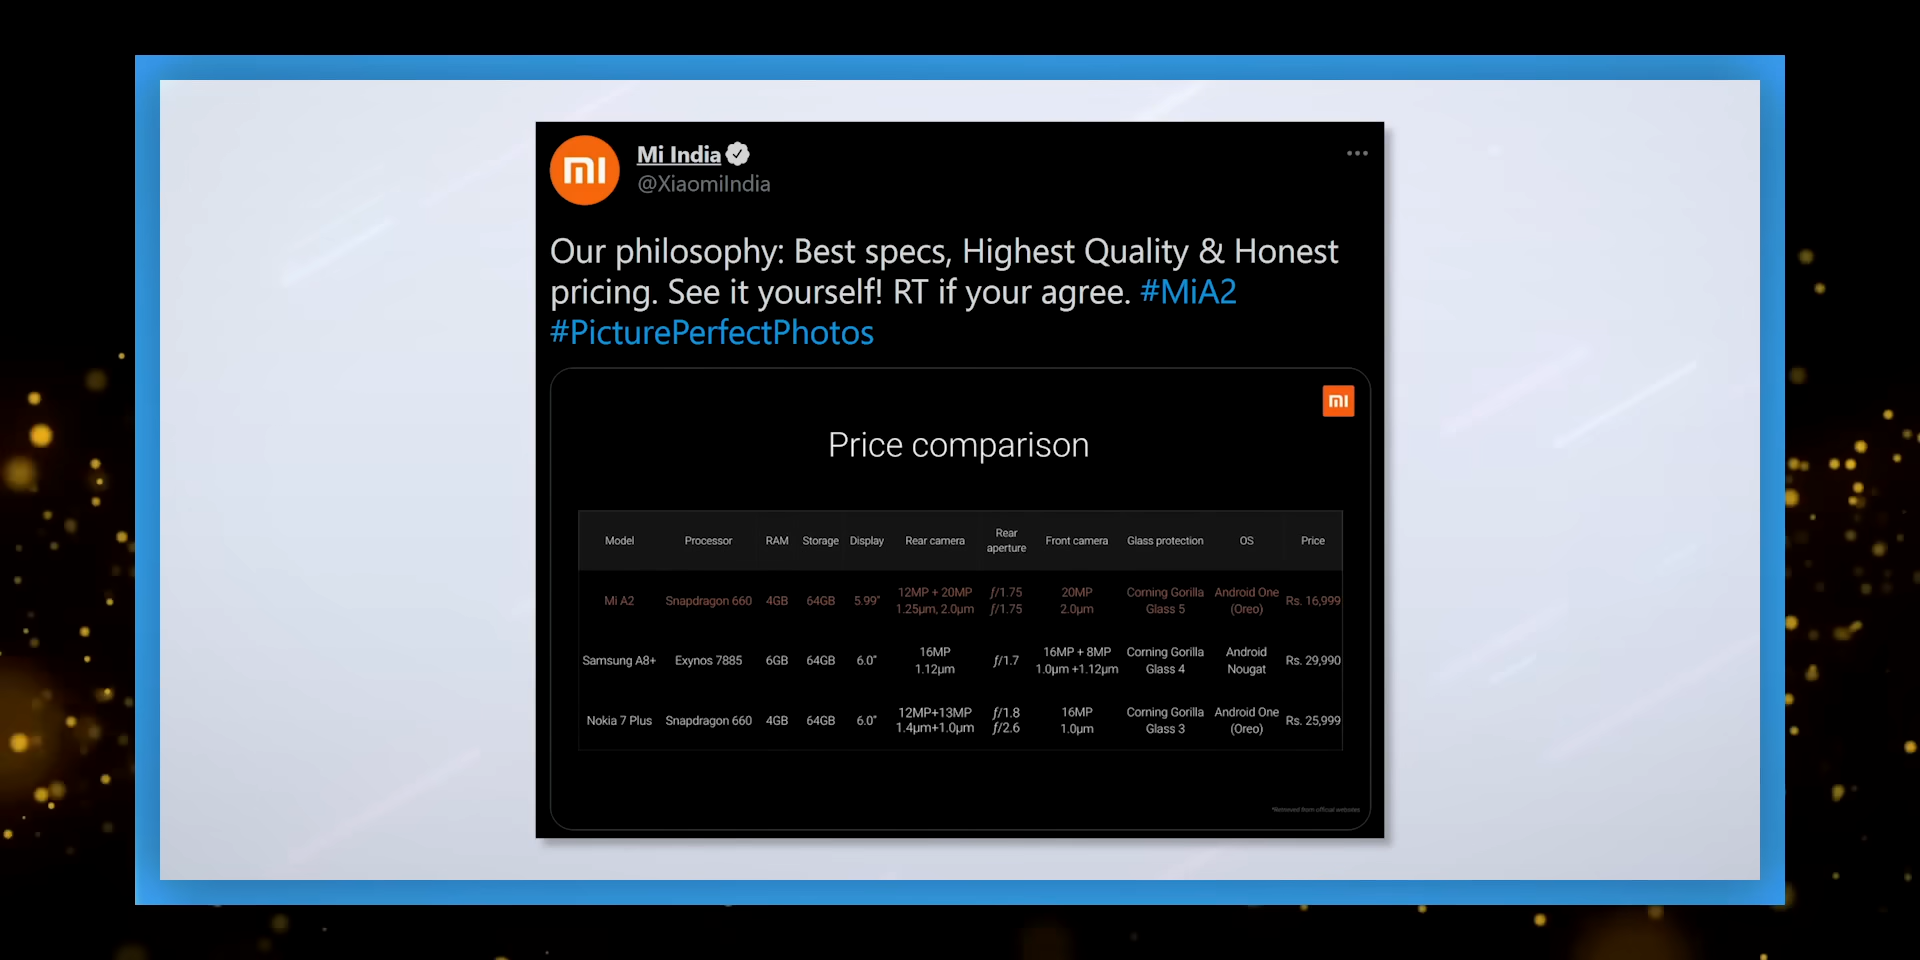 mi
Mi India
@XiaomiIndia
Our philosophy: Best specs, Highest Quality & Honest
pricing. See it yourself! RT if your agree. #MiA2
#PicturePerfectPhotos
mi
Price comparison
Model Processor RAM Storage Display Rear camera Rear aperture Front camera Glass protection OS Price
Mi A2 Snapdragon 660 4GB 64GB 5.99" 12MP + 20MP ƒ/1.75 20MP Corning Gorilla Android One Rs. 16,999
1.25µm, 2.0µm ƒ/1.75 2.0µm Glass 5 (Oreo)
Samsung A8+ Exynos 7885 6GB 64GB 6.0" 16MP ƒ/1.7 16MP + 8MP Corning Gorilla Android Rs. 29,990
1.12µm 1.0µm +1.12µm Glass 4 Nougat
Nokia 7 Plus Snapdragon 660 4GB 64GB 6.0" 12MP+13MP ƒ/1.8 16MP Corning Gorilla Android One Rs. 25,999
1.4µm+1.0µm ƒ/2.6 1.0µm Glass 3 (Oreo)
*Removed from official websites